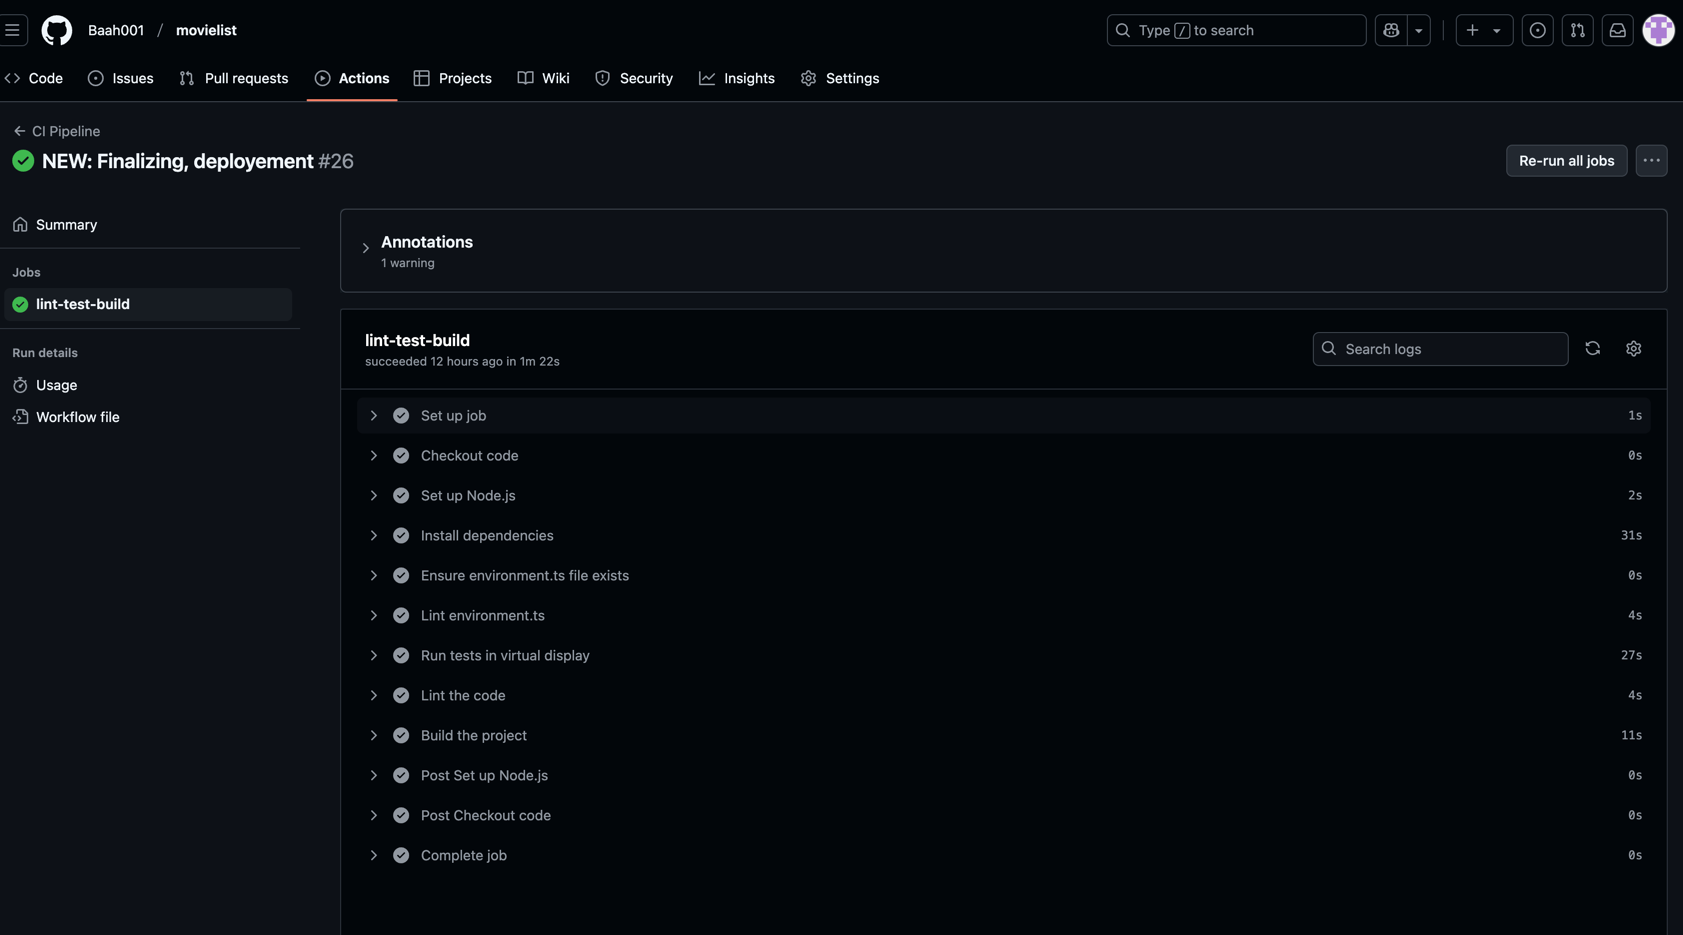 Baah001 / movielist
Type / to search
Code
Issues
Pull requests
Actions
Projects
Wiki
Security
Insights
Settings
CI Pipeline
NEW: Finalizing, deployement #26
Re-run all jobs
Summary
Jobs
lint-test-build
Run details
Usage
Workflow file
Annotations
1 warning
lint-test-build
succeeded 12 hours ago in 1m 22s
Search logs
Set up job 1s
Checkout code 0s
Set up Node.js 2s
Install dependencies 31s
Ensure environment.ts file exists 0s
Lint environment.ts 4s
Run tests in virtual display 27s
Lint the code 4s
Build the project 11s
Post Set up Node.js 0s
Post Checkout code 0s
Complete job 0s